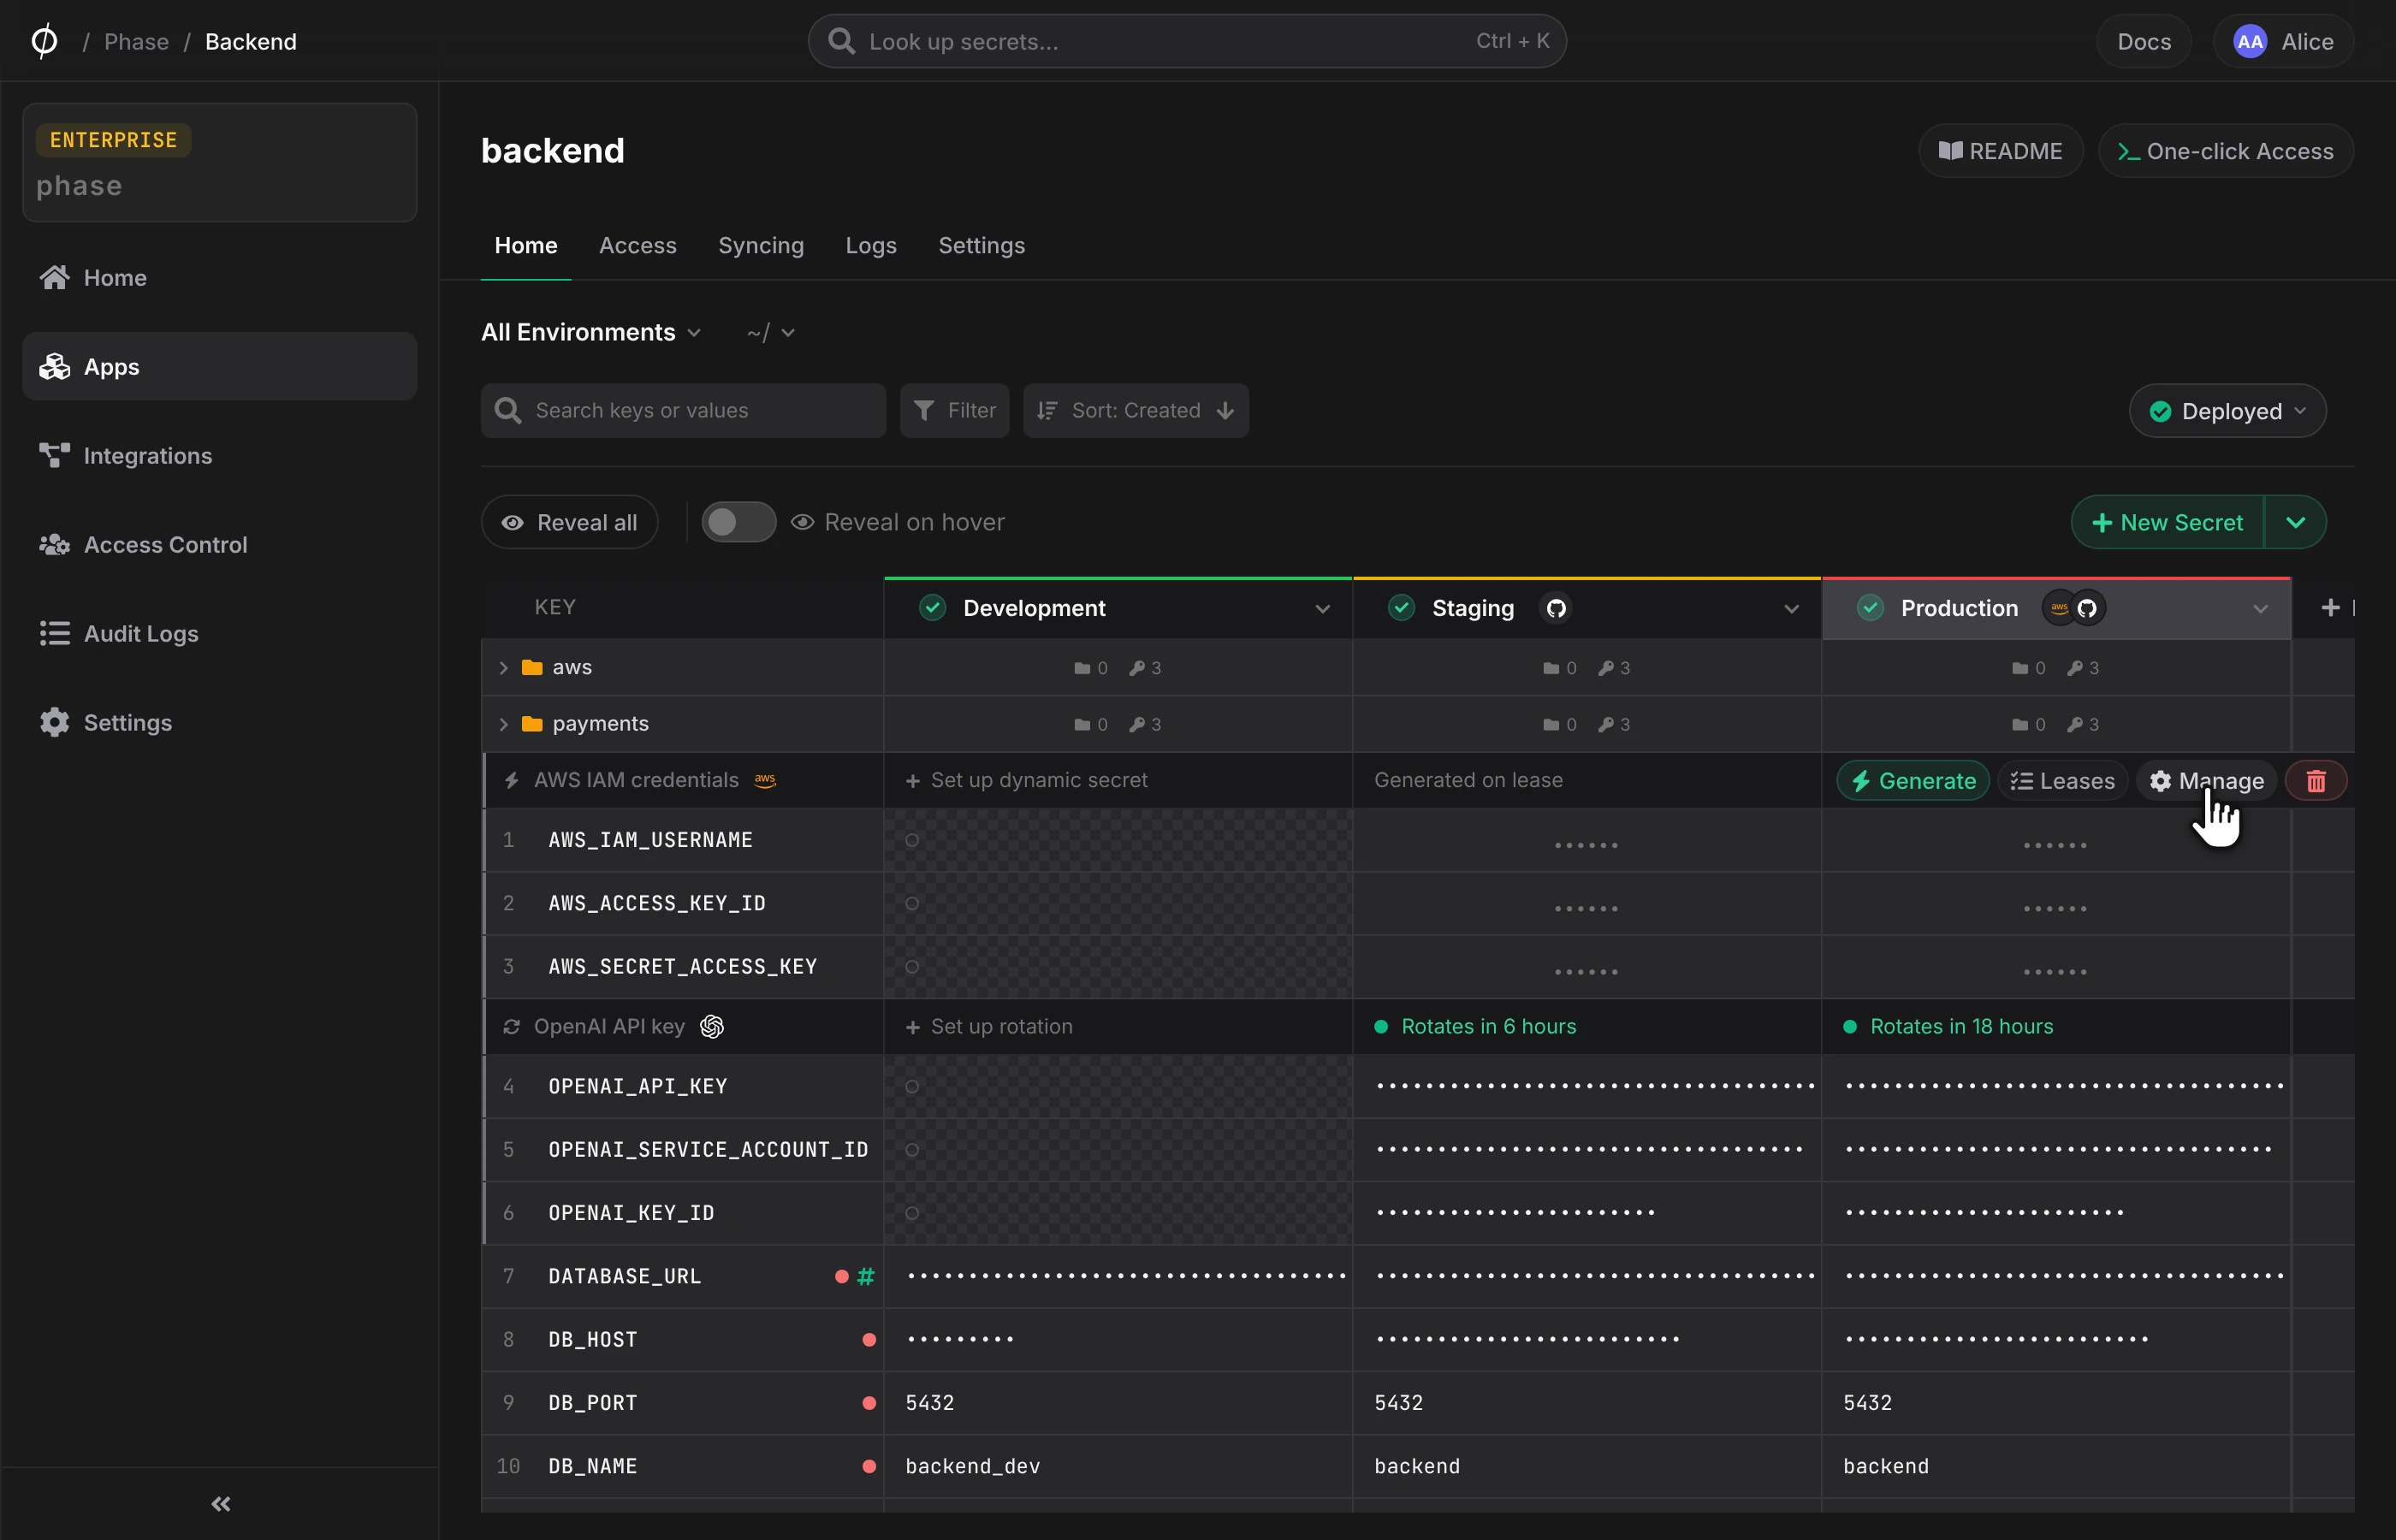 / Phase / Backend
Look up secrets...
Ctrl + K
Docs
AA
Alice
ENTERPRISE
phase
Home
Apps
Integrations
Access Control
Audit Logs
Settings
backend
README
>_ One-click Access
Home
Access
Syncing
Logs
Settings
All Environments
~/
Search keys or values
Filter
Sort: Created
Deployed
Reveal all
Reveal on hover
+ New Secret
KEY
Development
Staging
Production
aws
+
aws
0
3
0
3
0
3
payments
0
3
0
3
0
3
AWS IAM credentials
aws
+ Set up dynamic secret
Generated on lease
Generate
Leases
Manage
1
AWS_IAM_USERNAME
••••••
••••••
2
AWS_ACCESS_KEY_ID
••••••
••••••
3
AWS_SECRET_ACCESS_KEY
••••••
••••••
OpenAI API key
+ Set up rotation
Rotates in 6 hours
Rotates in 18 hours
4
OPENAI_API_KEY
5
OPENAI_SERVICE_ACCOUNT_ID
6
OPENAI_KEY_ID
7
DATABASE_URL
#
8
DB_HOST
9
DB_PORT
5432
5432
5432
10
DB_NAME
backend_dev
backend
backend